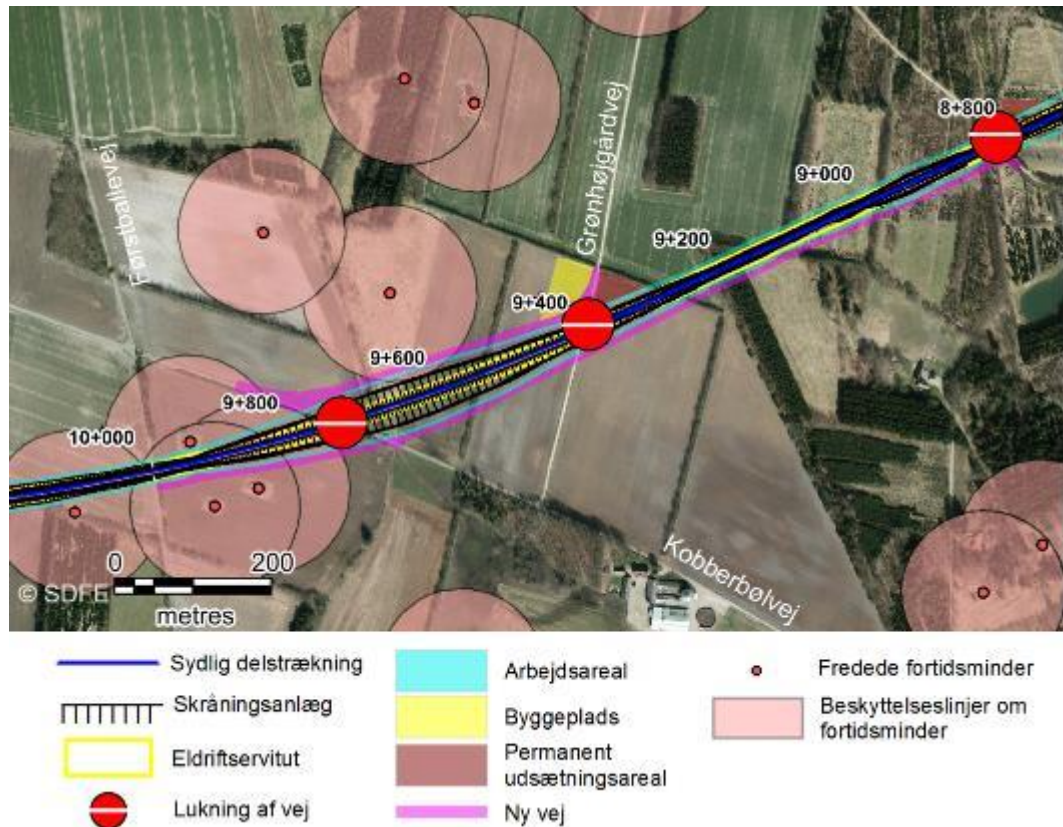 8+800
9+000
Grønhøjgårdvej
9+200
Førstballevej
9+400
9+600
9+800
10+000
Kobberbølvej
0 200
metres
© SDFE
Sydlig delstrækning
Skråningsanlæg
Eldriftservitut
Lukning af vej
Arbejdsareal
Byggeplads
Permanent
udsætningsareal
Ny vej
Fredede fortidsminder
Beskyttelseslinjer om
fortidsminder